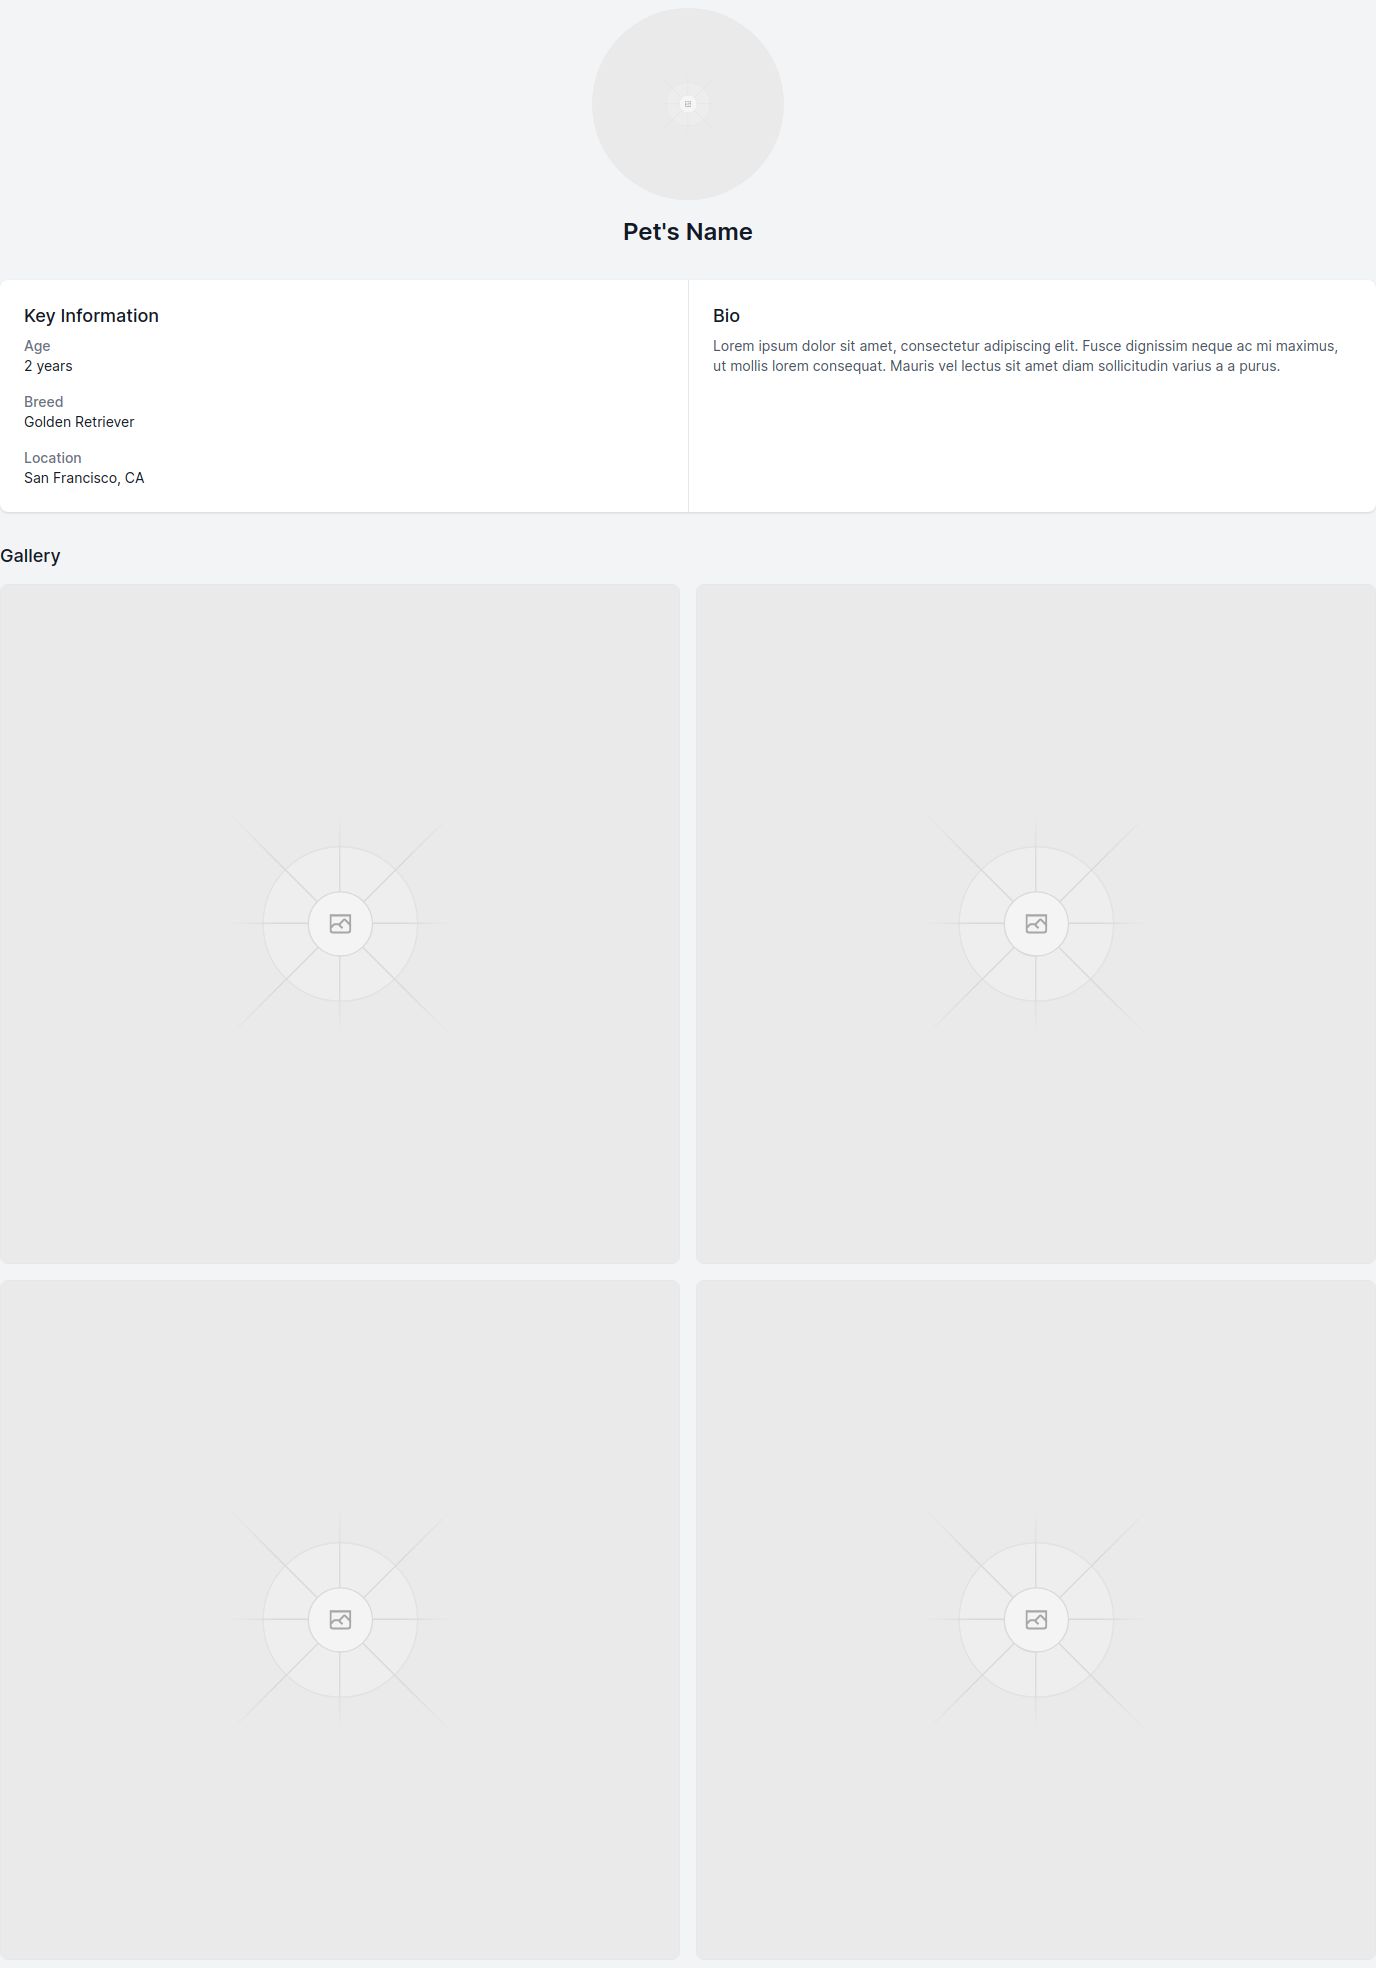 Pet's Name
Key Information
Age
2 years
Breed
Golden Retriever
Location
San Francisco, CA
Bio
Lorem ipsum dolor sit amet, consectetur adipiscing elit. Fusce dignissim neque ac mi maximus,
ut mollis lorem consequat. Mauris vel lectus sit amet diam sollicitudin varius a a purus.
Gallery